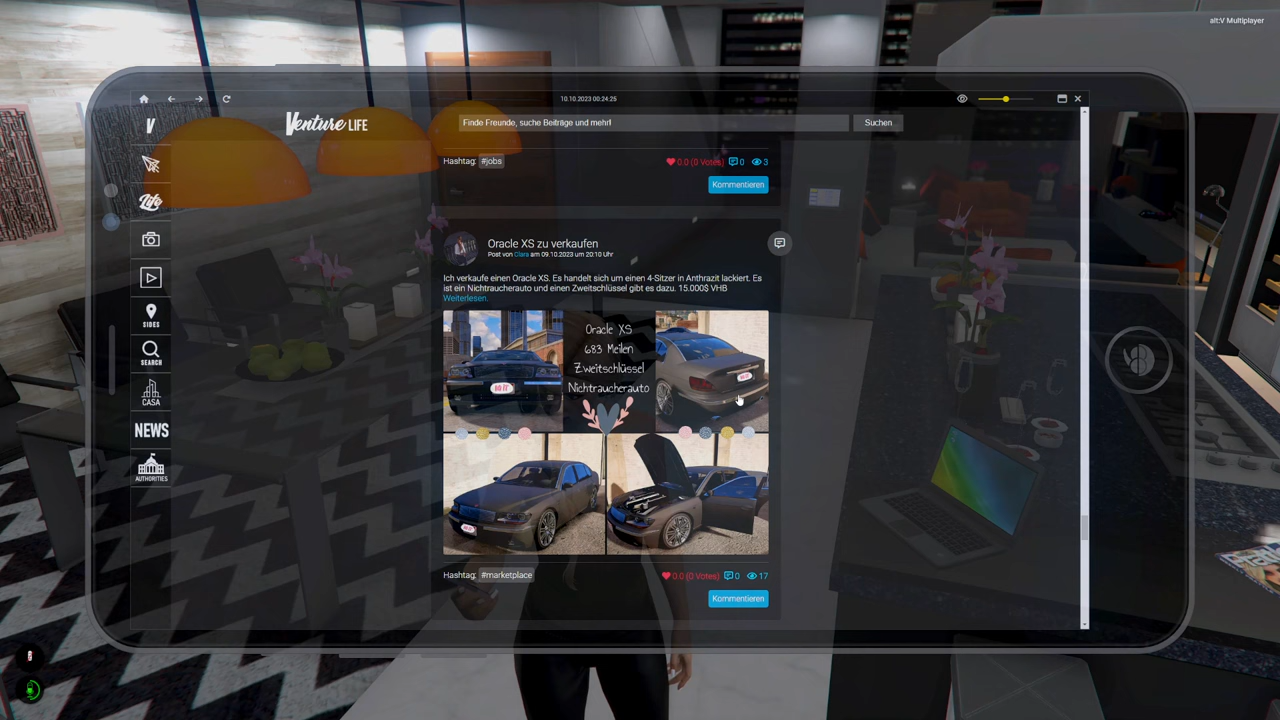 alt:V Multiplayer
10.10.2023 00:24:25
Venture LIFE
Finde Freunde, suche Beiträge und mehr!
Suchen
V
Life
SIDES
SEARCH
CASA
NEWS
AUTHORITIES
Hashtag: #jobs
0.0 (0 Votes) 0 3
Kommentieren
Oracle XS zu verkaufen
Post von Clara am 09.10.2023 um 20:10 Uhr
Ich verkaufe einen Oracle XS. Es handelt sich um einen 4-Sitzer in Anthrazit lackiert. Es
ist ein Nichtraucherauto und einen Zweitschlüssel gibt es dazu. 15.000$ VHB
Weiterlesen.
Oracle XS
683 Meilen
Zweitschlüssel
Nichtraucherauto
Hashtag: #marketplace
0.0 (0 Votes) 0 17
Kommentieren